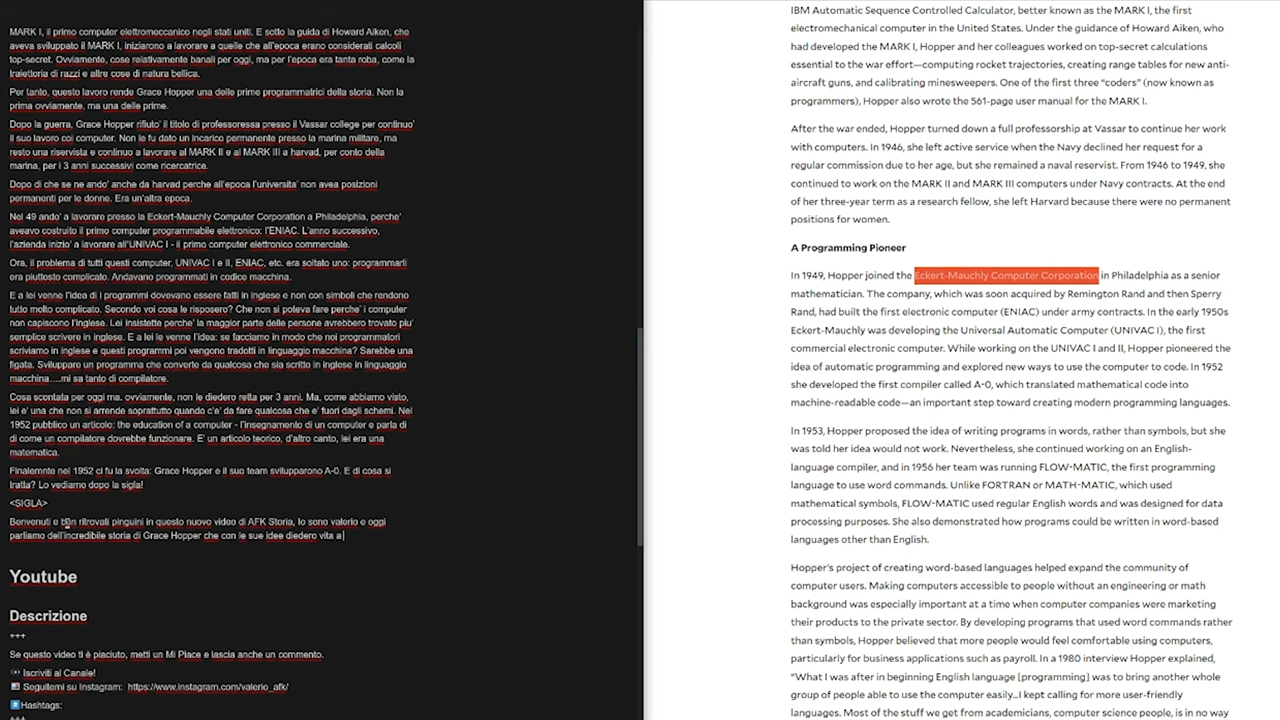 MARK I, il primo computer elettromeccanico negli stati uniti. E sotto la guida di Howard Aiken, che
aveva sviluppato il MARK I, iniziarono a lavorare a quelle che all'epoca erano considerati calcoli
top-secret. Ovviamente, cose relativamente banali per oggi, ma per l'epoca era tanta roba, come la
traiettoria di razzi e altre cose di natura bellica.
Per tanto, questo lavoro rende Grace Hopper una delle prime programmatrici della storia. Non la
prima ovviamente, ma una delle prime.
Dopo la guerra, Grace Hopper rifiuto' il titolo di professoressa presso il Vassar college per continuo'
il suo lavoro coi computer. Non le fu dato un incarico permanente presso la marina militare, ma
resto una riservista e continuo a lavorare al MARK II e al MARK III a harvad, per conto della
marina, per i 3 anni successivi come ricercatrice.
Dopo di che se ne ando' anche da harvad perche all'epoca l'universita' non avea posizioni
permanenti per le donne. Era un'altra epoca.
Nel 49 ando' a lavorare presso la Eckert-Mauchly Computer Corporation a Philadelphia, perche'
aveavo costruito il primo computer programmabile elettronico: l'ENIAC. L'anno successivo,
l'azienda inizio' a lavorare all'UNIVAC I - il primo computer elettronico commerciale.
Ora, il problema di tutti questi computer, UNIVAC I e II, ENIAC, etc. era soltato uno: programmarli
era piuttosto complicato. Andavano programmati in codice macchina.
E a lei venne l'idea di i programmi dovevano essere fatti in inglese e non con simboli che rendono
tutto molto complicato. Secondo voi cosa le risposero? Che non si poteva fare perche' i computer
non capiscono l'inglese. Lei insistette perche' la maggior parte delle persone avrebbero trovato piu'
semplice scrivere in inglese. E a lei le venne l'idea: se facciamo in modo che noi programmatori
scriviamo in inglese e questi programmi poi vengono tradotti in linguaggio macchina? Sarebbe una
figata. Sviluppare un programma che converte da qualcosa che sia scritto in inglese in linguaggio
macchina....mi sa tanto di compilatore.
Cosa scontata per oggi ma, ovviamente, non le diedero retta per 3 anni. Ma, come abbiamo visto,
lei e' una che non si arrende soprattutto quando c'e' da fare qualcosa che e' fuori dagli schemi. Nel
1952 pubblico un articolo: the education of a computer - l'insegnamento di un computer e parla di
di come un compilatore dovrebbe funzionare. E' un articolo teorico, d'altro canto, lei era una
matematica.
Finalemnte nel 1952 ci fu la svolta: Grace Hopper e il suo team svilupparono A-0. E di cosa si
tratta? Lo vediamo dopo la sigla!
<SIGLA>
Benvenuti e ben ritrovati pinguini in questo nuovo video di AFK Storia, Io sono valerio e oggi
parliamo dell'incredibile storia di Grace Hopper che con le sue idee diedero vita a
Youtube
Descrizione
+++
Se questo video ti è piaciuto, metti un Mi Piace e lascia anche un commento.
Iscriviti al Canale!
Seguitemi su Instagram: https://www.instagram.com/valerio_afk/
#Hashtags:
+++
IBM Automatic Sequence Controlled Calculator, better known as the MARK I, the first
electromechanical computer in the United States. Under the guidance of Howard Aiken, who
had developed the MARK I, Hopper and her colleagues worked on top-secret calculations
essential to the war effort—computing rocket trajectories, creating range tables for new anti-
aircraft guns, and calibrating minesweepers. One of the first three "coders" (now known as
programmers), Hopper also wrote the 561-page user manual for the MARK I.
After the war ended, Hopper turned down a full professorship at Vassar to continue her work
with computers. In 1946, she left active service when the Navy declined her request for a
regular commission due to her age, but she remained a naval reservist. From 1946 to 1949, she
continued to work on the MARK II and MARK III computers under Navy contracts. At the end
of her three-year term as a research fellow, she left Harvard because there were no permanent
positions for women.
A Programming Pioneer
In 1949, Hopper joined the Eckert-Mauchly Computer Corporation in Philadelphia as a senior
mathematician. The company, which was soon acquired by Remington Rand and then Sperry
Rand, had built the first electronic computer (ENIAC) under army contracts. In the early 1950s
Eckert-Mauchly was developing the Universal Automatic Computer (UNIVAC I), the first
commercial electronic computer. While working on the UNIVAC I and II, Hopper pioneered the
idea of automatic programming and explored new ways to use the computer to code. In 1952
she developed the first compiler called A-0, which translated mathematical code into
machine-readable code—an important step toward creating modern programming languages.
In 1953, Hopper proposed the idea of writing programs in words, rather than symbols, but she
was told her idea would not work. Nevertheless, she continued working on an English-
language compiler, and in 1956 her team was running FLOW-MATIC, the first programming
language to use word commands. Unlike FORTRAN or MATH-MATIC, which used
mathematical symbols, FLOW-MATIC used regular English words and was designed for data
processing purposes. She also demonstrated how programs could be written in word-based
languages other than English.
Hopper's project of creating word-based languages helped expand the community of
computer users. Making computers accessible to people without an engineering or math
background was especially important at a time when computer companies were marketing
their products to the private sector. By developing programs that used word commands rather
than symbols, Hopper believed that more people would feel comfortable using computers,
particularly for business applications such as payroll. In a 1980 interview Hopper explained,
"What I was after in beginning English language [programming] was to bring another whole
group of people able to use the computer easily...I kept calling for more user-friendly
languages. Most of the stuff we get from academicians, computer science people, is in no way